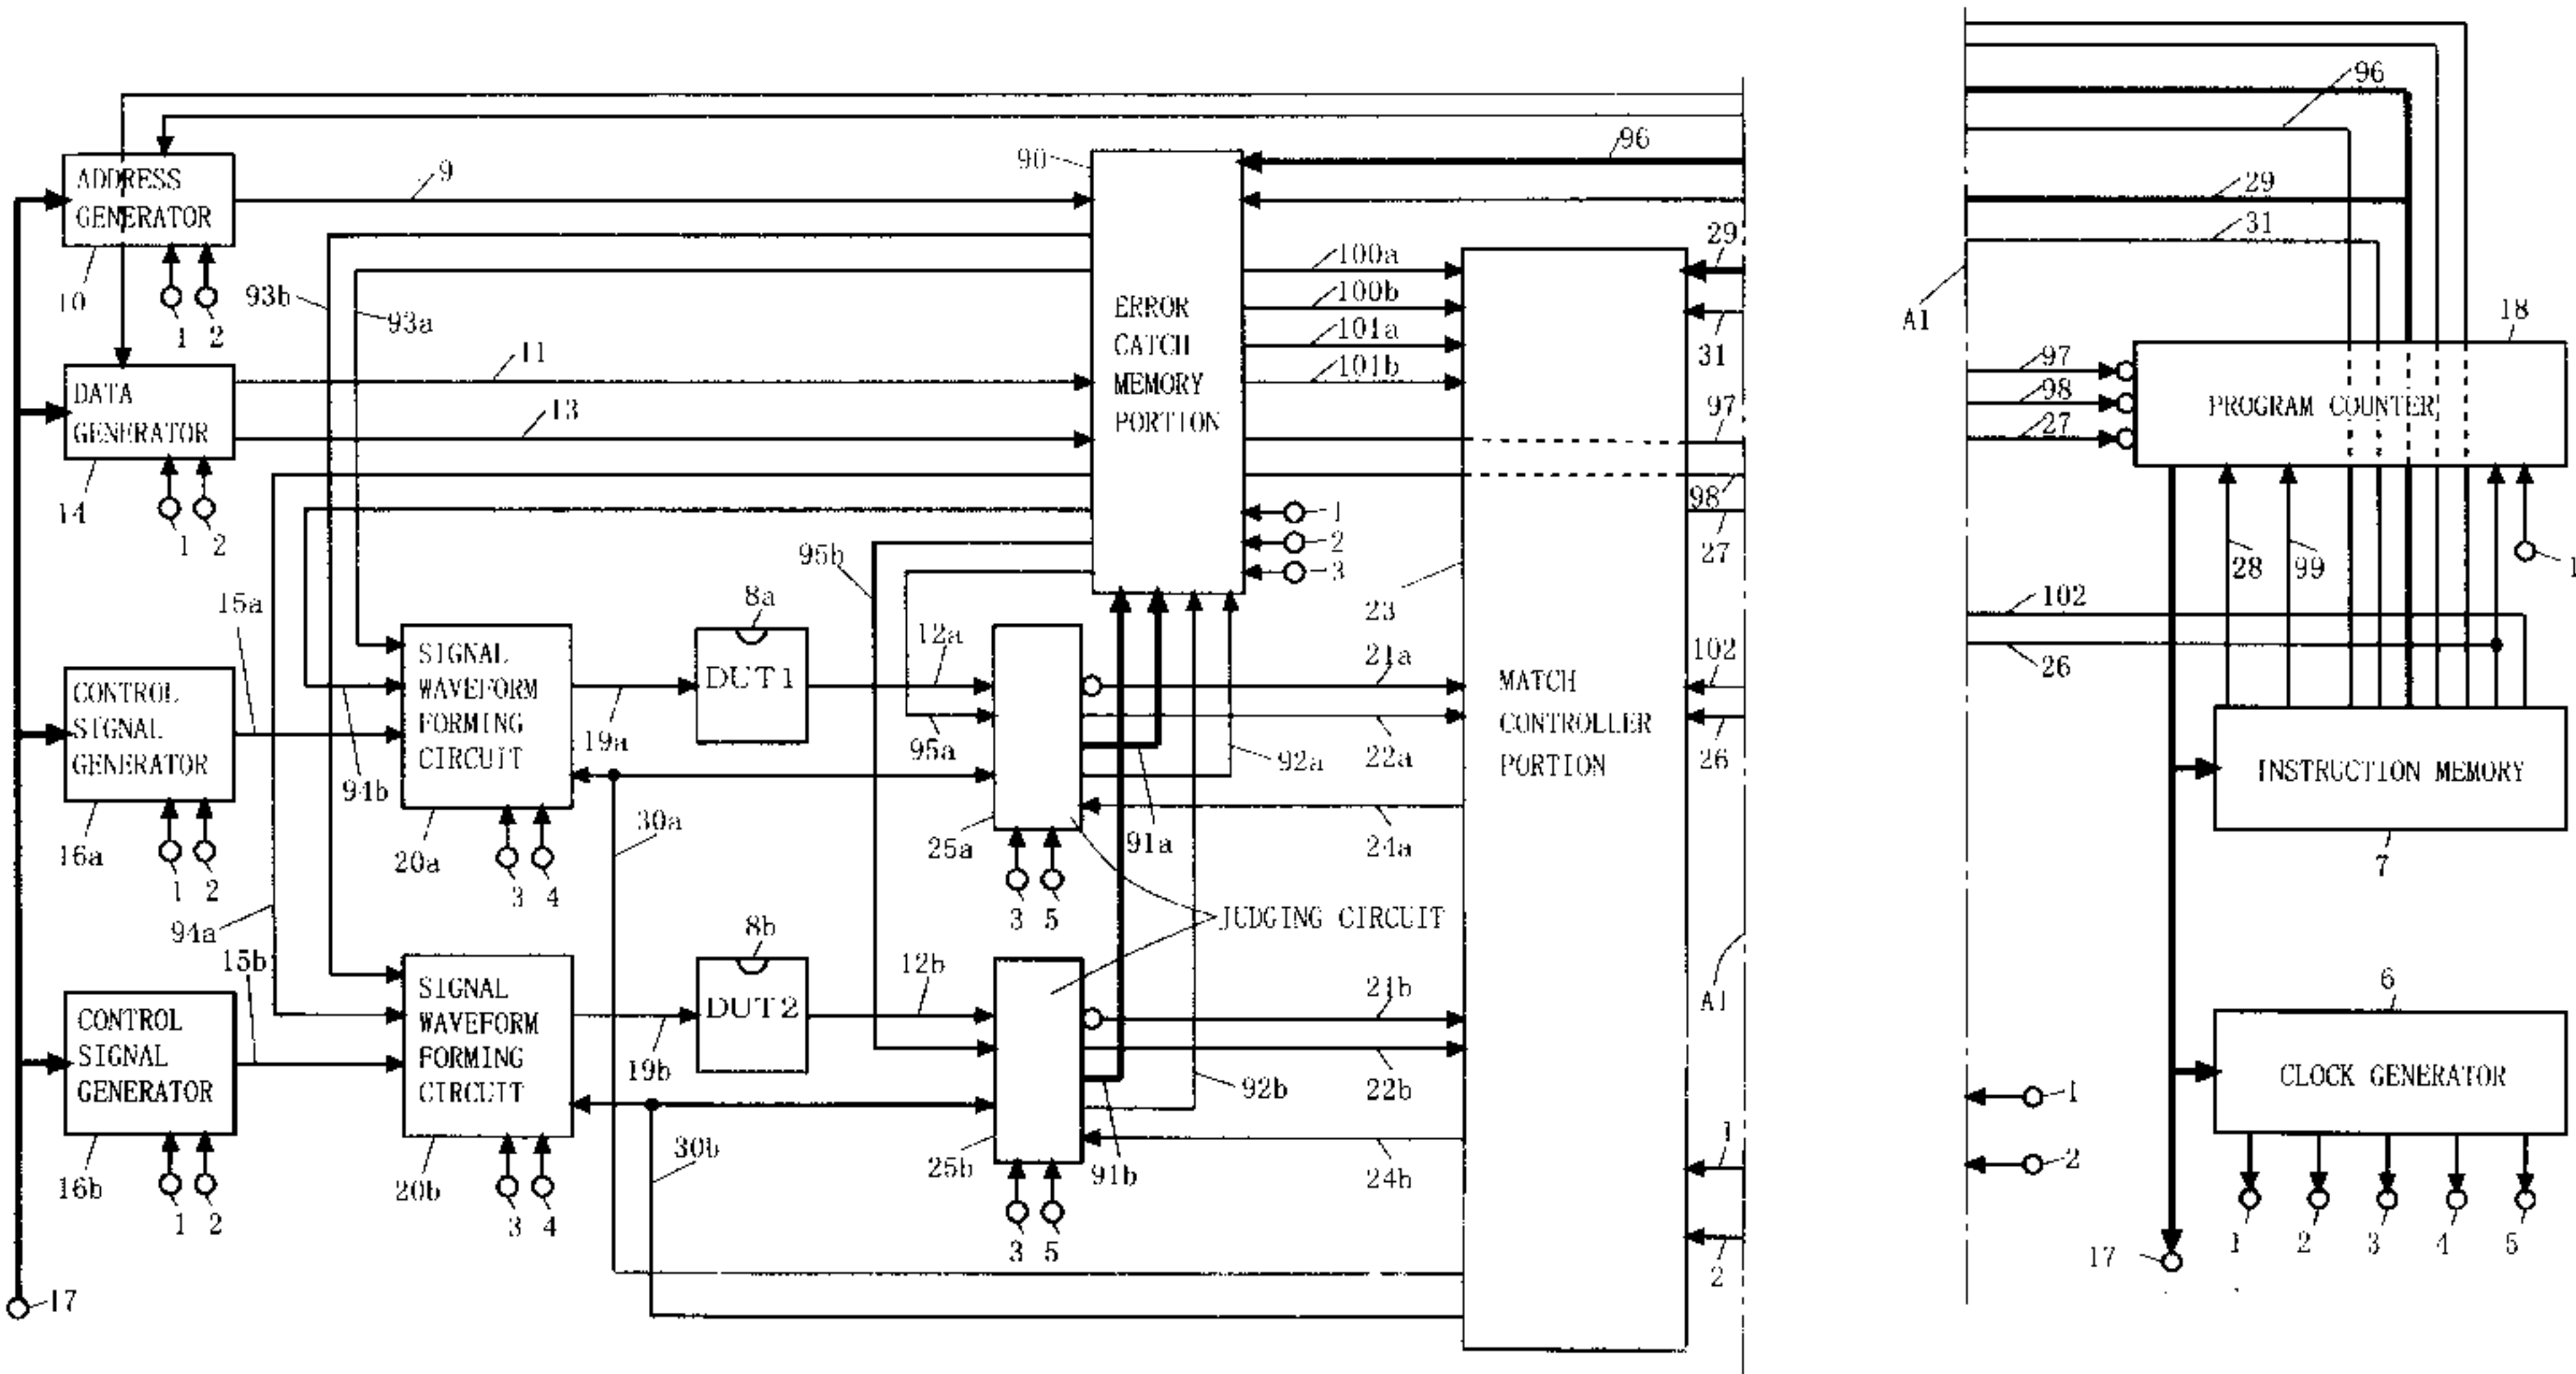 96
96
90
ADDRESS
GENERATOR
9
29
31
29
10
1
2
93b
93a
100a
100b
101a
101b
ERROR
CATCH
MEMORY
PORTION
31
A1
18
DATA
GENERATOR
11
13
97
97
98
27
PROGRAM COUNTER
14
1
2
98
27
1
2
3
28
99
1
95b
15a
8a
12a
23
21a
102
102
26
CONTROL
SIGNAL
GENERATOR
SIGNAL
WAVEFORM
FORMING
CIRCUIT
DUT1
19a
95a
92a
22a
MATCH
CONTROLLER
PORTION
26
INSTRUCTION MEMORY
94b
16a
1
2
20a
3
4
30a
25a
3
5
91a
24a
7
94a
JUDGING CIRCUIT
15b
8b
12b
21b
A1
6
CONTROL
SIGNAL
GENERATOR
SIGNAL
WAVEFORM
FORMING
CIRCUIT
DUT2
19b
92b
22b
CLOCK GENERATOR
1
2
16b
1
2
20b
3
4
30b
25b
3
5
91b
24b
1
2
17
1
2
3
4
5
17